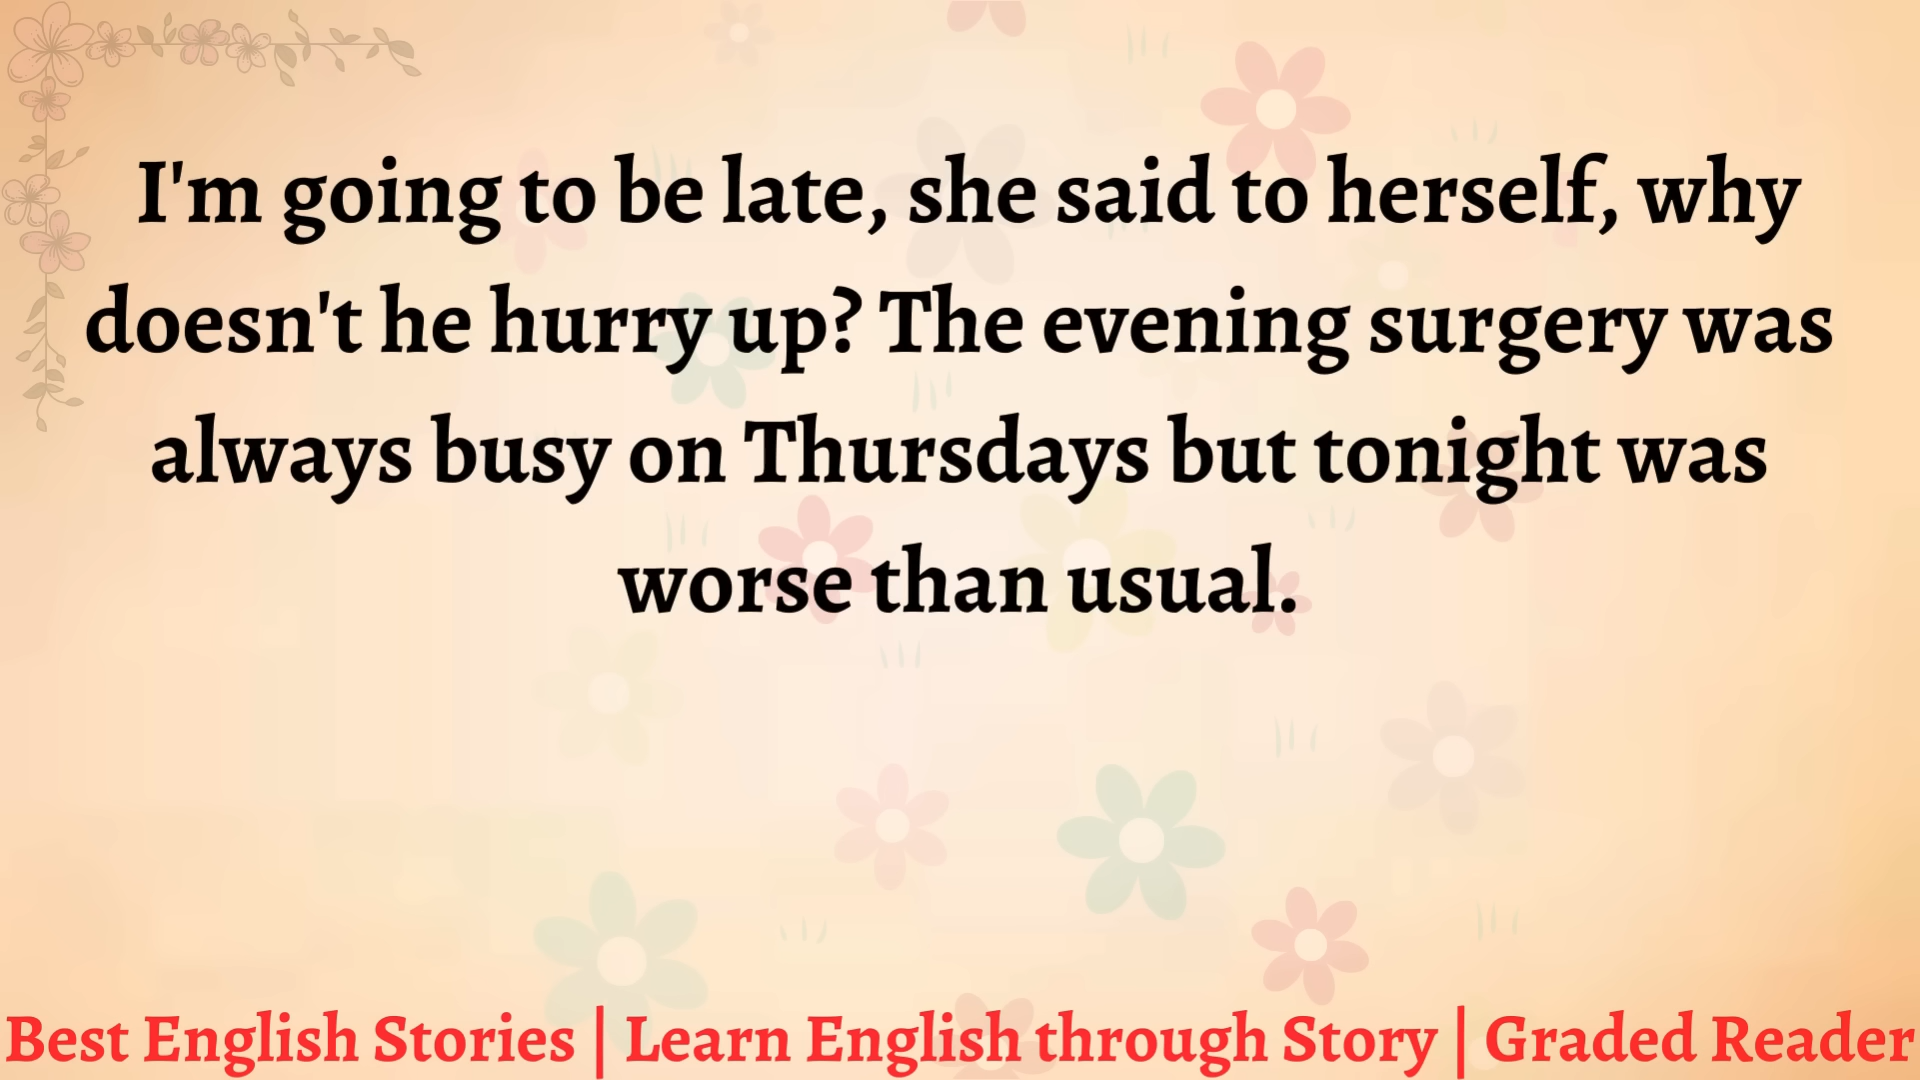 I'm going to be late, she said to herself, why
doesn't he hurry up? The evening surgery was
always busy on Thursdays but tonight was
worse than usual.
Best English Stories | Learn English through Story | Graded Reader